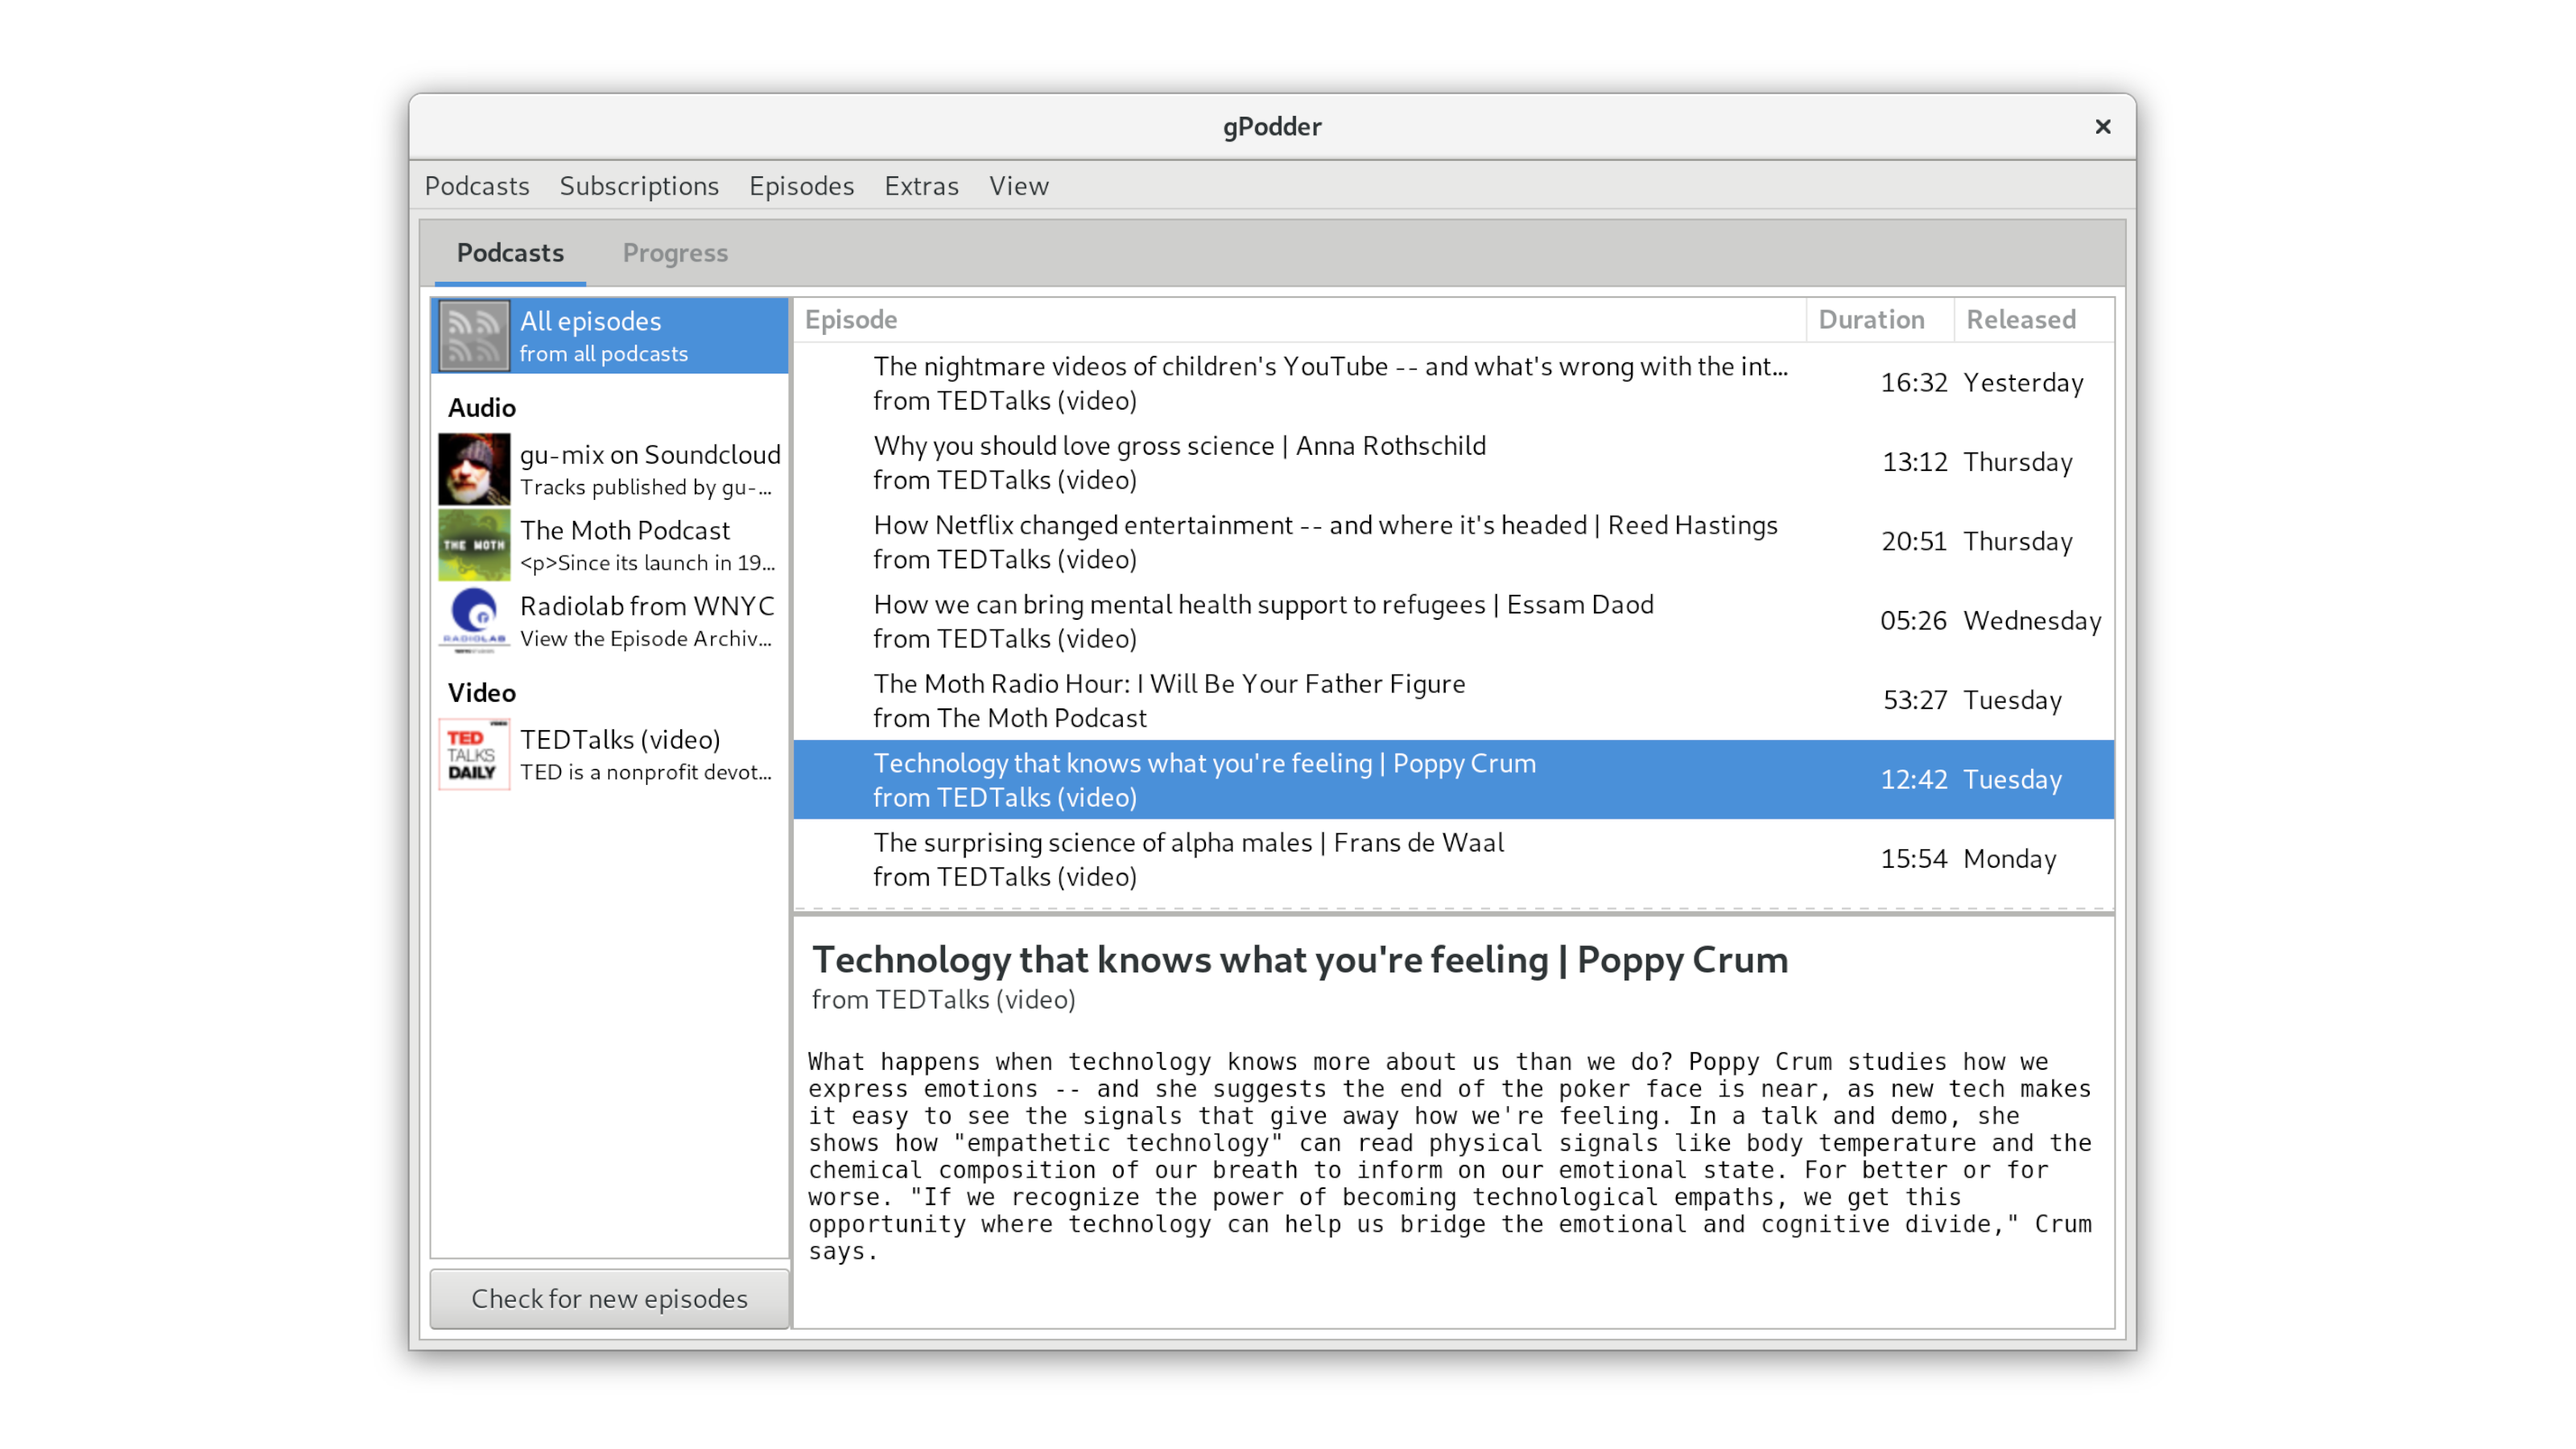 gPodder
Podcasts Subscriptions Episodes Extras View
Podcasts Progress
All episodes
from all podcasts
Audio
gu-mix on Soundcloud
Tracks published by gu-...
THE MOTH
The Moth Podcast
<p>Since its launch in 19...
RADIOLAB
Radiolab from WNYC
View the Episode Archiv...
Video
TED
TALKS
DAILY
TEDTalks (video)
TED is a nonprofit devot...
Check for new episodes
Episode Duration Released
The nightmare videos of children's YouTube -- and what's wrong with the int...
from TEDTalks (video)
16:32 Yesterday
Why you should love gross science | Anna Rothschild
from TEDTalks (video)
13:12 Thursday
How Netflix changed entertainment -- and where it's headed | Reed Hastings
from TEDTalks (video)
20:51 Thursday
How we can bring mental health support to refugees | Essam Daod
from TEDTalks (video)
05:26 Wednesday
The Moth Radio Hour: I Will Be Your Father Figure
from The Moth Podcast
53:27 Tuesday
Technology that knows what you're feeling | Poppy Crum
from TEDTalks (video)
12:42 Tuesday
The surprising science of alpha males | Frans de Waal
from TEDTalks (video)
15:54 Monday
Technology that knows what you're feeling | Poppy Crum
from TEDTalks (video)
What happens when technology knows more about us than we do? Poppy Crum studies how we
express emotions -- and she suggests the end of the poker face is near, as new tech makes
it easy to see the signals that give away how we're feeling. In a talk and demo, she
shows how "empathetic technology" can read physical signals like body temperature and the
chemical composition of our breath to inform on our emotional state. For better or for
worse. "If we recognize the power of becoming technological empaths, we get this
opportunity where technology can help us bridge the emotional and cognitive divide," Crum
says.